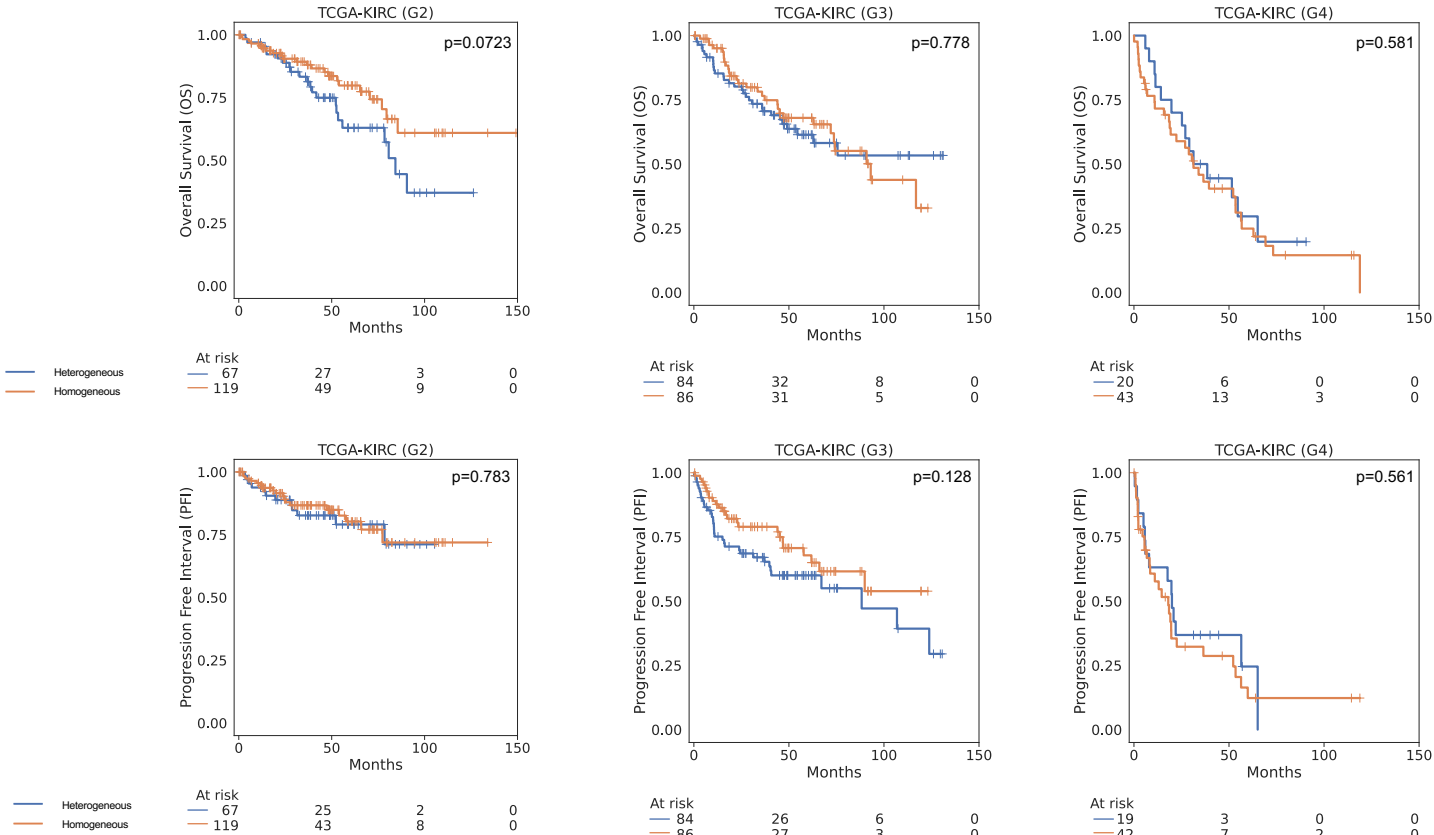 TCGA-KIRC (G2)
p=0.0723
Overall Survival (OS)
1.00
0.75
0.50
0.25
0.00
0 50 100 150
Months
At risk
67 27 3 0
119 49 9 0
TCGA-KIRC (G3)
p=0.778
Overall Survival (OS)
1.00
0.75
0.50
0.25
0.00
0 50 100 150
Months
At risk
84 32 8 0
86 31 5 0
TCGA-KIRC (G4)
p=0.581
Overall Survival (OS)
1.00
0.75
0.50
0.25
0.00
0 50 100 150
Months
At risk
20 6 0 0
43 13 3 0
Heterogeneous
Homogeneous
TCGA-KIRC (G2)
p=0.783
Progression Free Interval (PFI)
1.00
0.75
0.50
0.25
0.00
0 50 100 150
Months
At risk
67 25 2 0
119 43 8 0
TCGA-KIRC (G3)
p=0.128
Progression Free Interval (PFI)
1.00
0.75
0.50
0.25
0.00
0 50 100 150
Months
At risk
84 26 6 0
86 27 3 0
TCGA-KIRC (G4)
p=0.561
Progression Free Interval (PFI)
1.00
0.75
0.50
0.25
0.00
0 50 100 150
Months
At risk
19 3 0 0
42 7 2 0
Heterogeneous
Homogeneous